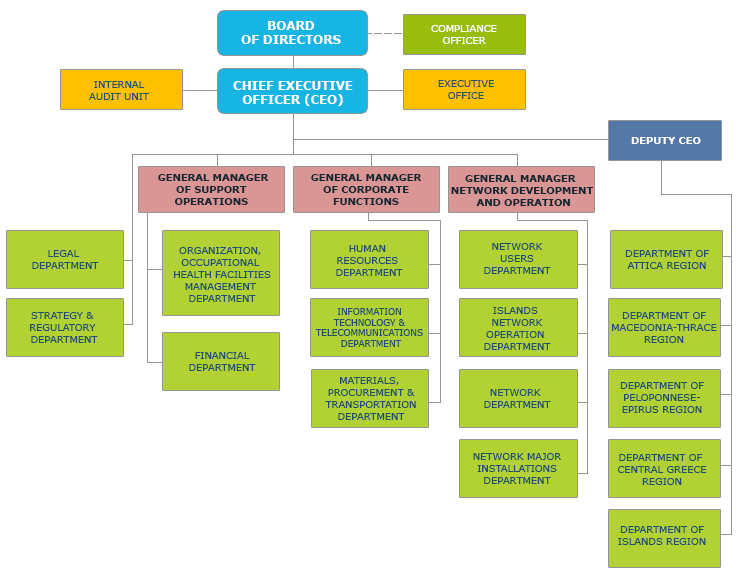 BOARD
OF DIRECTORS
COMPLIANCE
OFFICER
INTERNAL
AUDIT UNIT
CHIEF EXECUTIVE
OFFICER (CEO)
EXECUTIVE
OFFICE
DEPUTY CEO
GENERAL MANAGER
OF SUPPORT
OPERATIONS
GENERAL MANAGER
OF CORPORATE
FUNCTIONS
GENERAL MANAGER
NETWORK DEVELOPMENT
AND OPERATION
LEGAL
DEPARTMENT
STRATEGY &
REGULATORY
DEPARTMENT
ORGANIZATION,
OCCUPATIONAL
HEALTH FACILITIES
MANAGEMENT
DEPARTMENT
FINANCIAL
DEPARTMENT
HUMAN
RESOURCES
DEPARTMENT
INFORMATION
TECHNOLOGY &
TELECOMMUNICATIONS
DEPARTMENT
MATERIALS,
PROCUREMENT &
TRANSPORTATION
DEPARTMENT
NETWORK
USERS
DEPARTMENT
ISLANDS
NETWORK
OPERATION
DEPARTMENT
NETWORK
DEPARTMENT
NETWORK MAJOR
INSTALLATIONS
DEPARTMENT
DEPARTMENT OF
ATTICA REGION
DEPARTMENT OF
MACEDONIA-THRACE
REGION
DEPARTMENT OF
PELOPONNESE-
EPIRUS REGION
DEPARTMENT OF
CENTRAL GREECE
REGION
DEPARTMENT OF
ISLANDS REGION